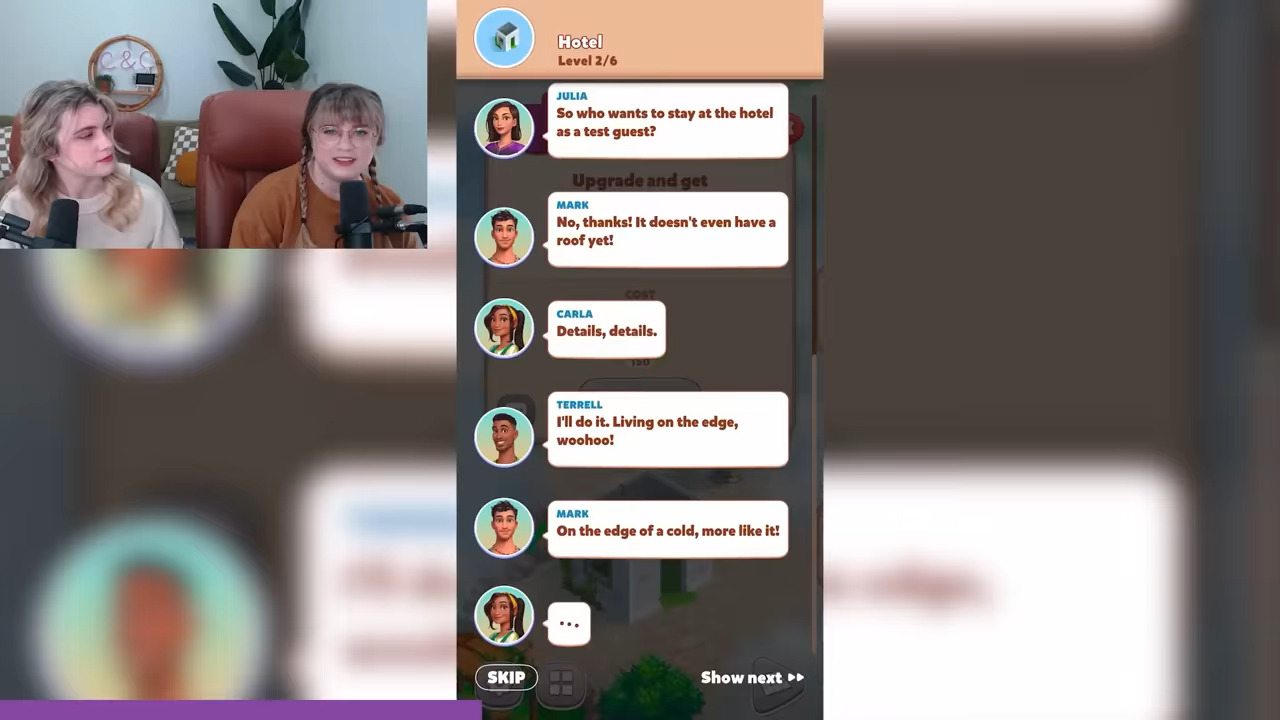 C&C
Hotel
Level 2/6
JULIA
So who wants to stay at the hotel
as a test guest?
Upgrade and get
MARK
No, thanks! It doesn't even have a
roof yet!
COST
CARLA
Details, details.
TERRELL
I'll do it. Living on the edge,
woohoo!
MARK
On the edge of a cold, more like it!
...
SKIP
Show next